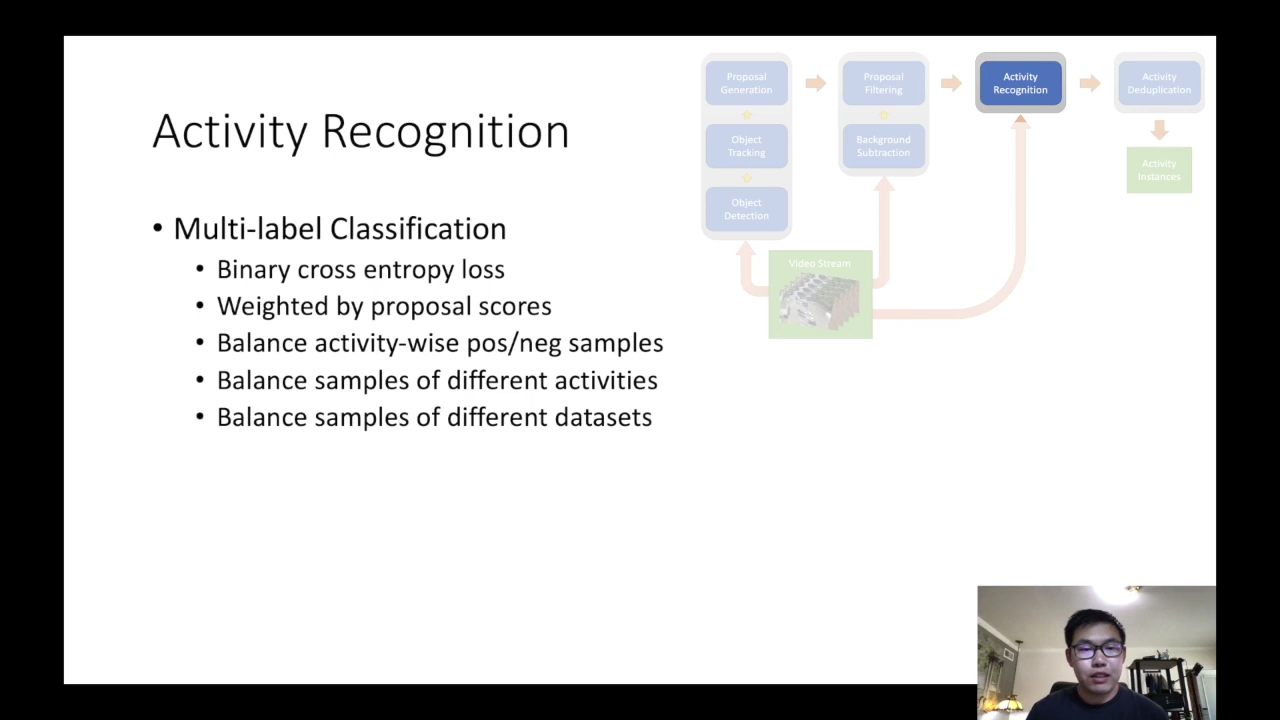 Activity Recognition
• Multi-label Classification
• Binary cross entropy loss
• Weighted by proposal scores
• Balance activity-wise pos/neg samples
• Balance samples of different activities
• Balance samples of different datasets
Proposal
Generation
Object
Tracking
Object
Detection
Proposal
Filtering
Background
Subtraction
Activity
Recognition
Activity
Deduplication
Activity
Instances
Video Stream